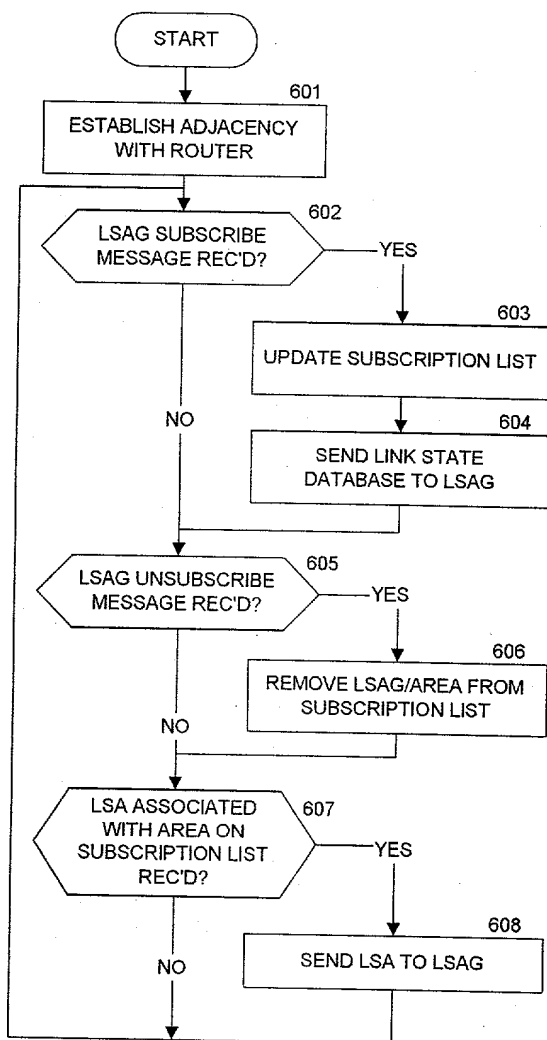 START
601
ESTABLISH ADJACENCY
WITH ROUTER
602
LSAG SUBSCRIBE
MESSAGE REC'D?
YES
603
UPDATE SUBSCRIPTION LIST
NO
604
SEND LINK STATE
DATABASE TO LSAG
605
LSAG UNSUBSCRIBE
MESSAGE REC'D?
YES
606
REMOVE LSAG/AREA FROM
SUBSCRIPTION LIST
NO
607
LSA ASSOCIATED
WITH AREA ON
SUBSCRIPTION LIST
REC'D?
YES
608
SEND LSA TO LSAG
NO